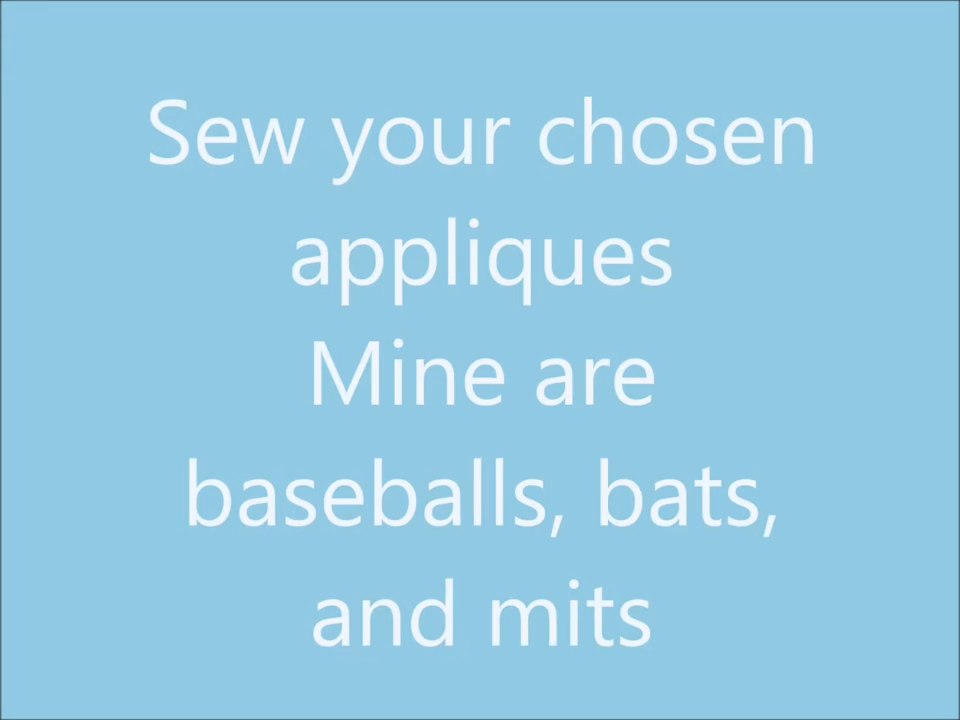 Sew your chosen
appliques
Mine are
baseballs, bats,
and mits